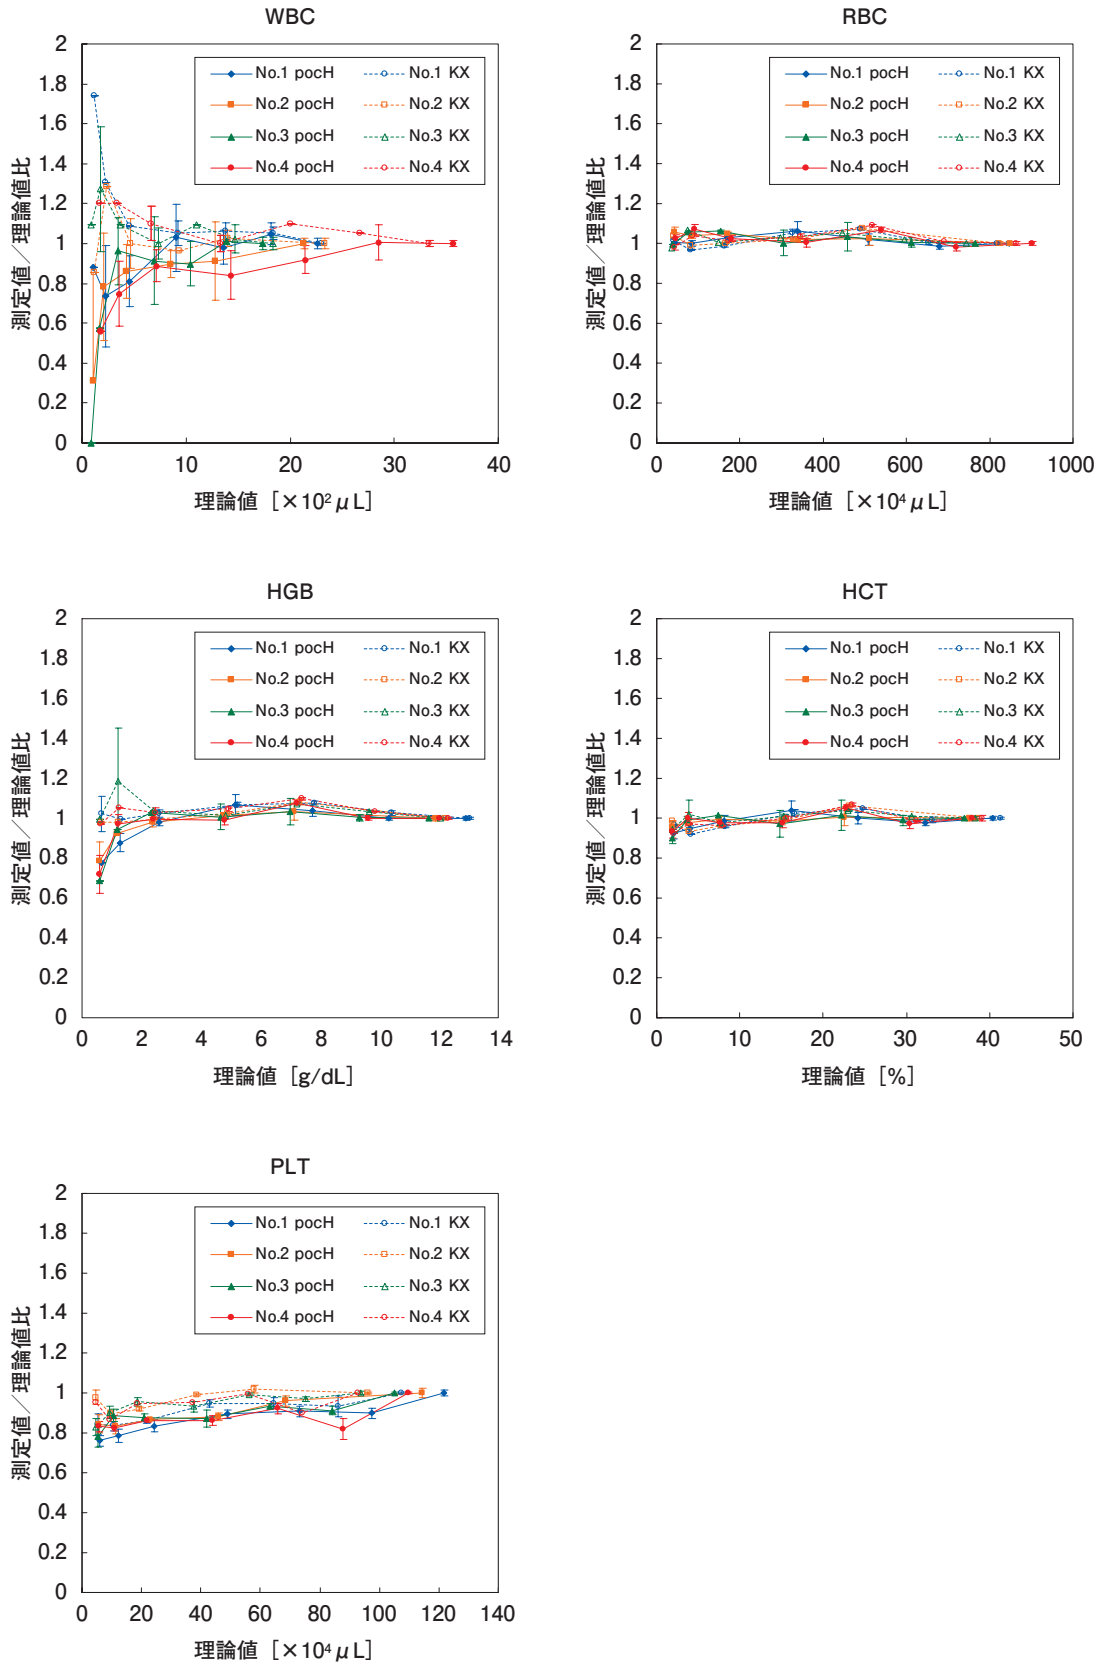 WBC
2
1.8
1.6
1.4
1.2
1
0.8
0.6
0.4
0.2
0
測定値／理論値比
No.1 pocH No.1 KX
No.2 pocH No.2 KX
No.3 pocH No.3 KX
No.4 pocH No.4 KX
0 10 20 30 40
理論値［×10²μL］
RBC
2
1.8
1.6
1.4
1.2
1
0.8
0.6
0.4
0.2
0
測定値／理論値比
No.1 pocH No.1 KX
No.2 pocH No.2 KX
No.3 pocH No.3 KX
No.4 pocH No.4 KX
0 200 400 600 800 1000
理論値［×10⁴μL］
HGB
2
1.8
1.6
1.4
1.2
1
0.8
0.6
0.4
0.2
0
測定値／理論値比
No.1 pocH No.1 KX
No.2 pocH No.2 KX
No.3 pocH No.3 KX
No.4 pocH No.4 KX
0 2 4 6 8 10 12 14
理論値［g/dL］
HCT
2
1.8
1.6
1.4
1.2
1
0.8
0.6
0.4
0.2
0
測定値／理論値比
No.1 pocH No.1 KX
No.2 pocH No.2 KX
No.3 pocH No.3 KX
No.4 pocH No.4 KX
0 10 20 30 40 50
理論値［%］
PLT
2
1.8
1.6
1.4
1.2
1
0.8
0.6
0.4
0.2
0
測定値／理論値比
No.1 pocH No.1 KX
No.2 pocH No.2 KX
No.3 pocH No.3 KX
No.4 pocH No.4 KX
0 20 40 60 80 100 120 140
理論値［×10⁴μL］